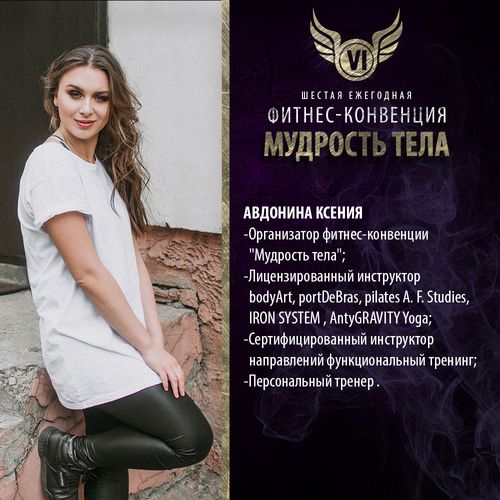 VI
ШЕСТАЯ ЕЖЕГОДНАЯ
ФИТНЕС-КОНВЕНЦИЯ
МУДРОСТЬ ТЕЛА
АВДОНИНА КСЕНИЯ
-Организатор фитнес-конвенции
"Мудрость тела";
-Лицензированный инструктор
bodyArt, portDeBras, pilates A. F. Studies,
IRON SYSTEM , AntyGRAVITY Yoga;
-Сертифицированный инструктор
направлений функциональный тренинг;
-Персональный тренер .